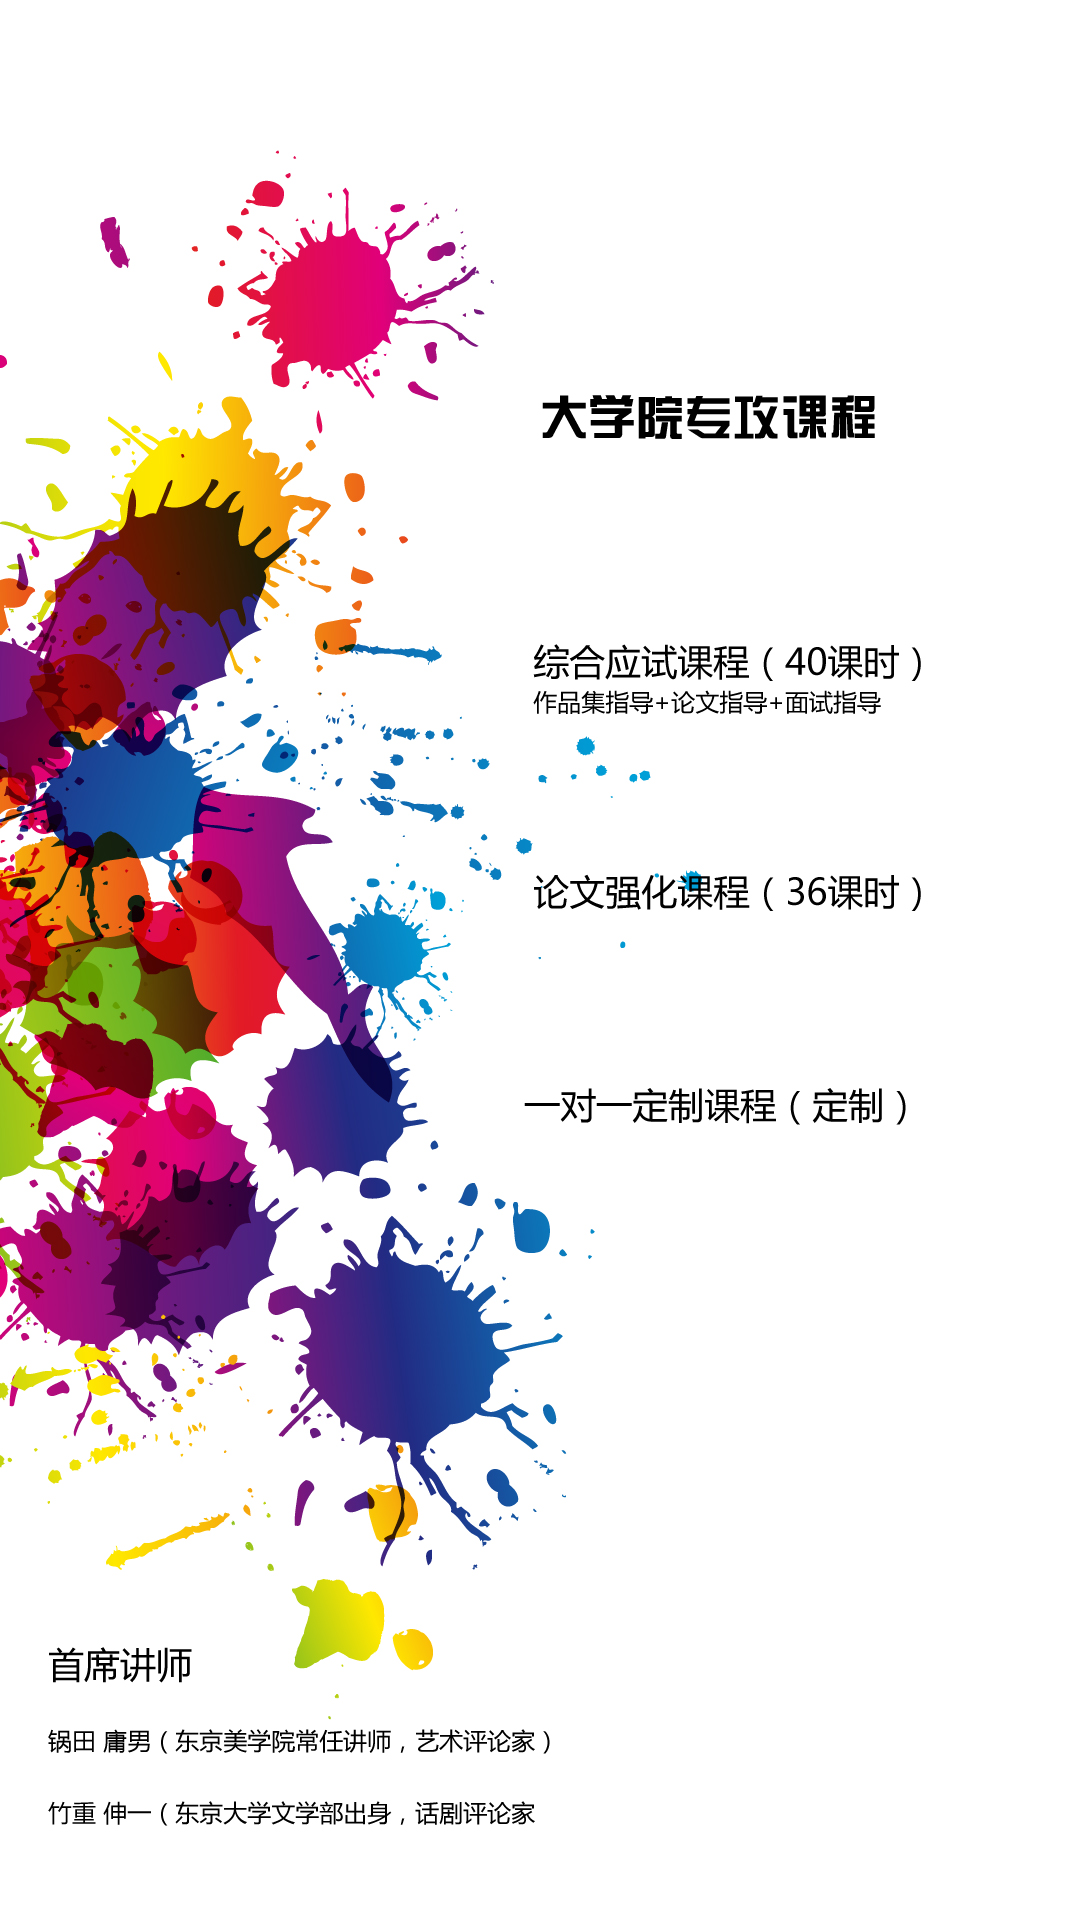 大学院专攻课程
综合应试课程（40课时）
作品集指导+论文指导+面试指导
论文强化课程（36课时）
一对一定制课程（定制）
首席讲师
锅田 庸男（东京美学院常任讲师，艺术评论家）
竹重 伸一（东京大学文学部出身，话剧评论家